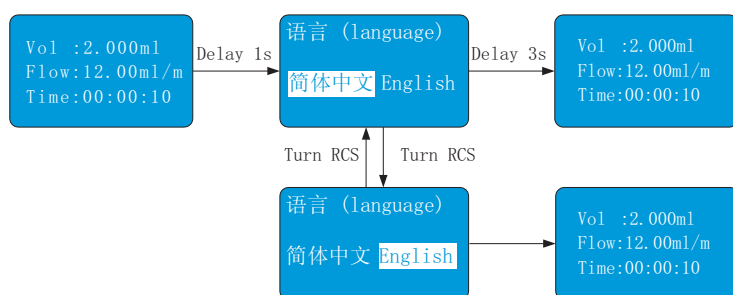 Vol :2.000ml
Flow:12.00ml/m
Time:00:00:10
Delay 1s
语言 (language)
简体中文 English
Delay 3s
Vol :2.000ml
Flow:12.00ml/m
Time:00:00:10
Turn RCS
Turn RCS
语言 (language)
简体中文 English
Vol :2.000ml
Flow:12.00ml/m
Time:00:00:10